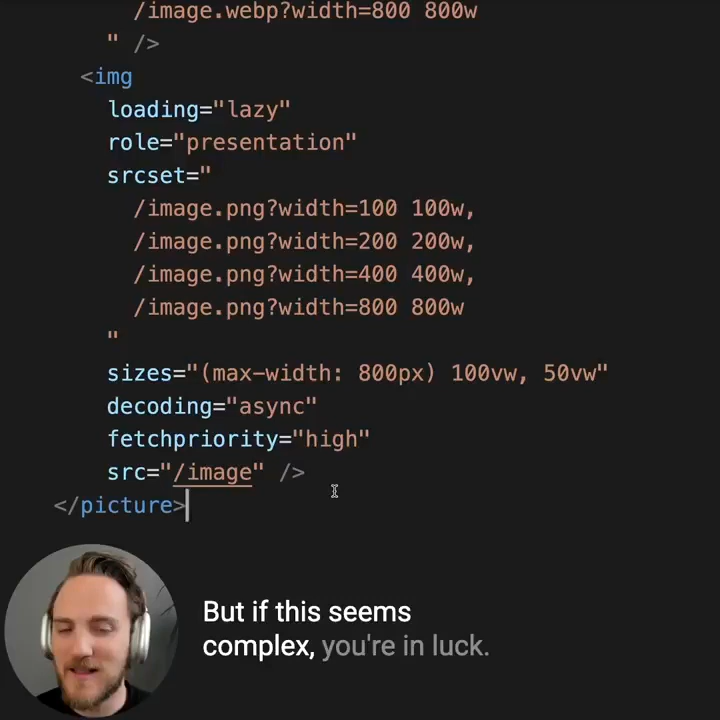 /image.webp?width=800 800w
" />
<img
loading="lazy"
role="presentation"
srcset="
/image.png?width=100 100w,
/image.png?width=200 200w,
/image.png?width=400 400w,
/image.png?width=800 800w
"
sizes="(max-width: 800px) 100vw, 50vw"
decoding="async"
fetchpriority="high"
src="/image" />
</picture>
But if this seems
complex, you're in luck.